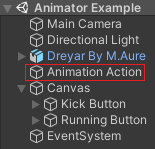 Animator Example
Main Camera
Directional Light
Dreyar By M.Aure
Animation Action
Canvas
Kick Button
Running Button
EventSystem